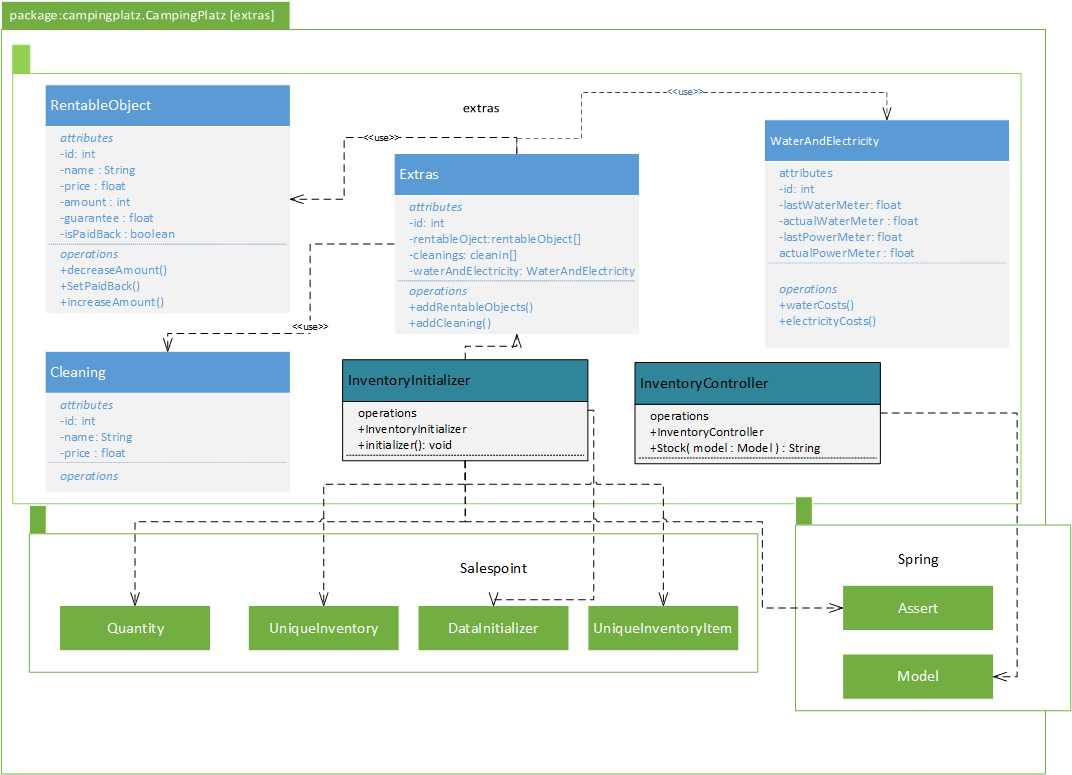 package:campingplatz.CampingPlatz [extras]
RentableObject
attributes
-id: int
-name : String
-price : float
-amount : int
-guarantee : float
-isPaidBack : boolean
operations
+decreaseAmount()
+SetPaidBack()
+increaseAmount()
extras
<<use>>
<<use>>
Extras
attributes
-id: int
-rentableOject:rentableObject[]
-cleanings: cleanin[]
-waterAndElectricity: WaterAndElectricity
operations
+addRentableObjects()
+addCleaning()
WaterAndElectricity
attributes
-id: int
-lastWaterMeter: float
-actualWaterMeter : float
-lastPowerMeter: float
actualPowerMeter : float
operations
+waterCosts()
+electricityCosts()
<<use>>
Cleaning
attributes
-id: int
-name: String
-price : float
operations
InventoryInitializer
operations
+InventoryInitializer
+initializer(): void
InventoryController
operations
+InventoryController
+Stock( model : Model ) : String
Salespoint
Quantity
UniqueInventory
DataInitializer
UniqueInventoryItem
Spring
Assert
Model